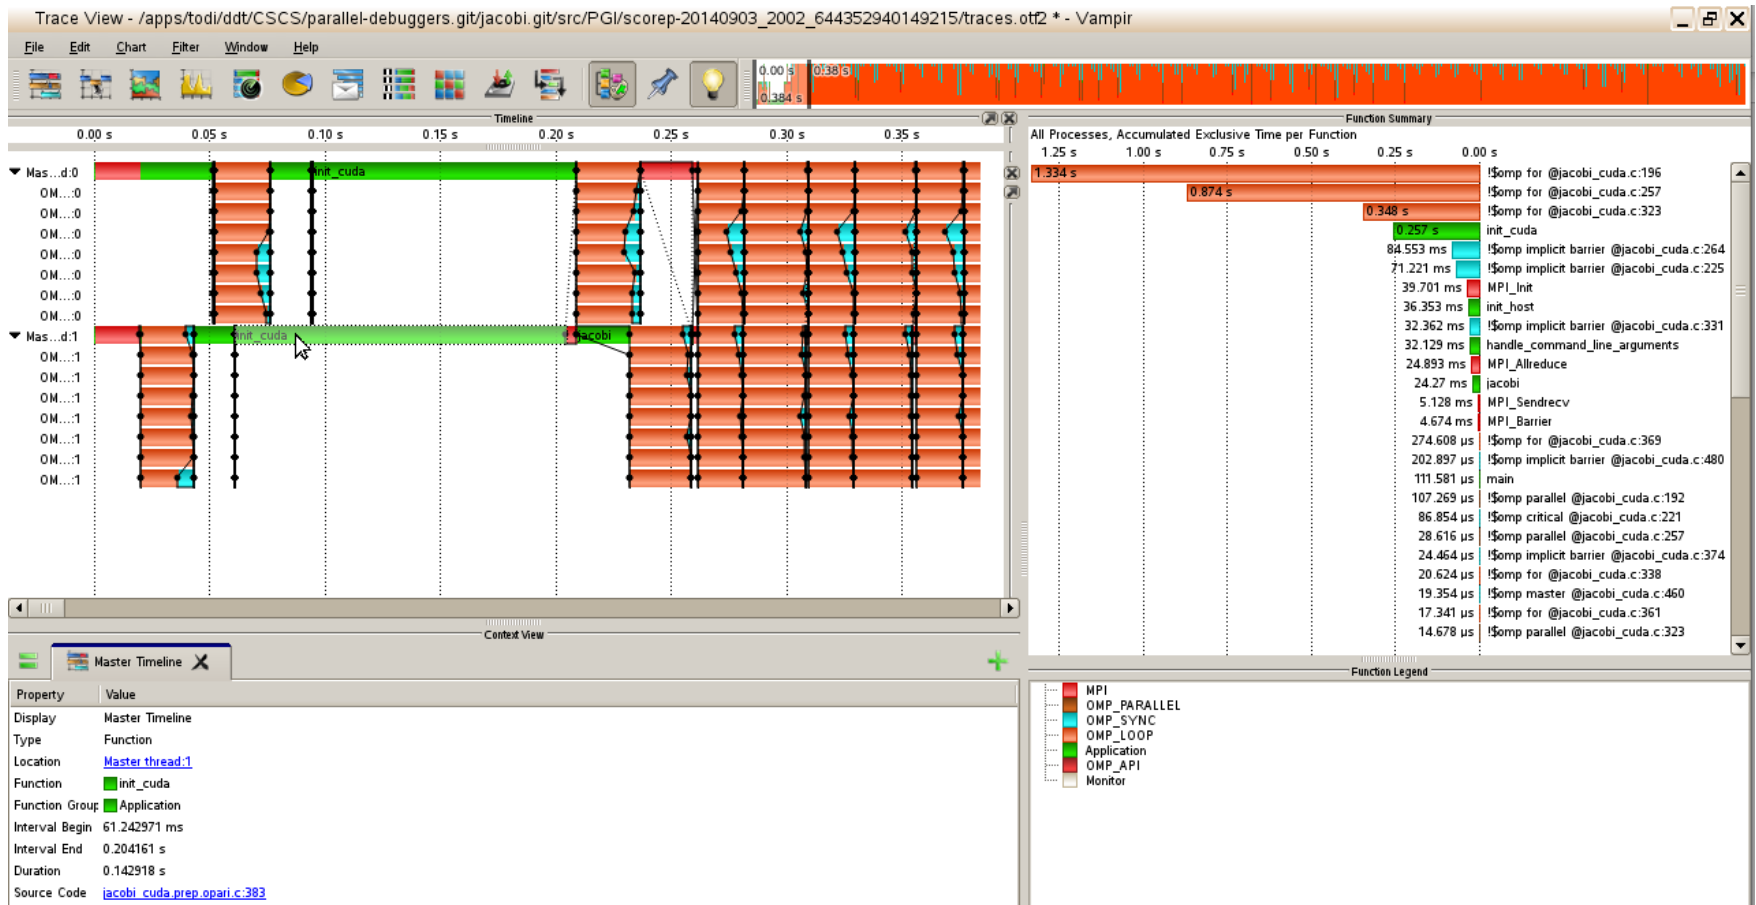 Trace View - /apps/todi/ddt/CSCS/parallel-debuggers.git/jacobi.git/src/PGI/scorep-20140903_2002_644352940149215/traces.otf2 * - Vampir
File Edit Chart Filter Window Help
0.00 s 0.38 s
0.384 s
Timeline
0.00 s 0.05 s 0.10 s 0.15 s 0.20 s 0.25 s 0.30 s 0.35 s
Mas...d:0 init_cuda
OM...:0
OM...:0
OM...:0
OM...:0
OM...:0
OM...:0
OM...:0
Mas...d:1 init_cuda jacobi
OM...:1
OM...:1
OM...:1
OM...:1
OM...:1
OM...:1
OM...:1
Function Summary
All Processes, Accumulated Exclusive Time per Function
1.25 s 1.00 s 0.75 s 0.50 s 0.25 s 0.00 s
1.334 s !$omp for @jacobi_cuda.c:196
0.874 s !$omp for @jacobi_cuda.c:257
0.348 s !$omp for @jacobi_cuda.c:323
0.257 s init_cuda
84.553 ms !$omp implicit barrier @jacobi_cuda.c:264
71.221 ms !$omp implicit barrier @jacobi_cuda.c:225
39.701 ms MPI_Init
36.353 ms init_host
32.362 ms !$omp implicit barrier @jacobi_cuda.c:331
32.129 ms handle_command_line_arguments
24.893 ms MPI_Allreduce
24.27 ms jacobi
5.128 ms MPI_Sendrecv
4.674 ms MPI_Barrier
274.608 µs !$omp for @jacobi_cuda.c:369
202.897 µs !$omp implicit barrier @jacobi_cuda.c:480
111.581 µs main
107.269 µs !$omp parallel @jacobi_cuda.c:192
86.854 µs !$omp critical @jacobi_cuda.c:221
28.616 µs !$omp parallel @jacobi_cuda.c:257
24.464 µs !$omp implicit barrier @jacobi_cuda.c:374
20.624 µs !$omp for @jacobi_cuda.c:338
19.354 µs !$omp master @jacobi_cuda.c:460
17.341 µs !$omp for @jacobi_cuda.c:361
14.678 µs !$omp parallel @jacobi_cuda.c:323
Context View
Master Timeline
Property Value
Display Master Timeline
Type Function
Location Master thread:1
Function init_cuda
Function Group Application
Interval Begin 61.242971 ms
Interval End 0.204161 s
Duration 0.142918 s
Source Code jacobi_cuda.prep.opari.c:383
Function Legend
MPI
OMP_PARALLEL
OMP_SYNC
OMP_LOOP
Application
OMP_API
Monitor